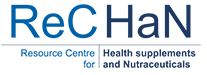 ReC HaN
Resource Centre Health supplements
for and Nutraceuticals